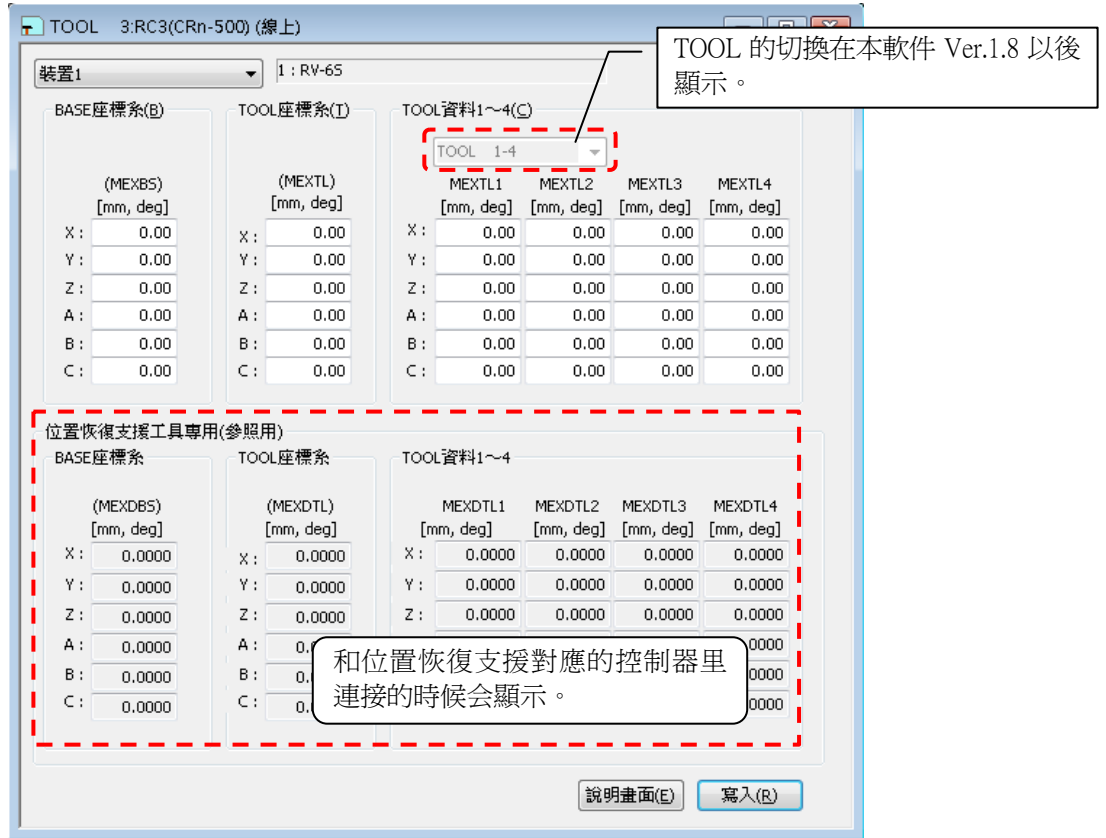 TOOL 3:RC3(CRn-500) (線上)
TOOL 的切換在本軟件 Ver.1.8 以後
顯示。
裝置1 1 : RV-6S
BASE座標系(B) TOOL座標系(T) TOOL資料1～4(C)
TOOL 1-4
(MEXBS) (MEXTL) MEXTL1 MEXTL2 MEXTL3 MEXTL4
[mm, deg] [mm, deg] [mm, deg] [mm, deg] [mm, deg] [mm, deg]
X : 0.00 X : 0.00 X : 0.00 0.00 0.00 0.00
Y : 0.00 Y : 0.00 Y : 0.00 0.00 0.00 0.00
Z : 0.00 Z : 0.00 Z : 0.00 0.00 0.00 0.00
A : 0.00 A : 0.00 A : 0.00 0.00 0.00 0.00
B : 0.00 B : 0.00 B : 0.00 0.00 0.00 0.00
C : 0.00 C : 0.00 C : 0.00 0.00 0.00 0.00
位置恢復支援工具專用(參照用)
BASE座標系 TOOL座標系 TOOL資料1～4
(MEXDBS) (MEXDTL) MEXDTL1 MEXDTL2 MEXDTL3 MEXDTL4
[mm, deg] [mm, deg] [mm, deg] [mm, deg] [mm, deg] [mm, deg]
X : 0.0000 X : 0.0000 X : 0.0000 0.0000 0.0000 0.0000
Y : 0.0000 Y : 0.0000 Y : 0.0000 0.0000 0.0000 0.0000
Z : 0.0000 Z : 0.0000 Z : 0.0000 0.0000 0.0000 0.0000
A : 0.0000 A :
B : 0.0000 B :
C : 0.0000 C :
和位置恢復支援對應的控制器里
連接的時候会顯示。
說明畫面(E) 寫入(R)